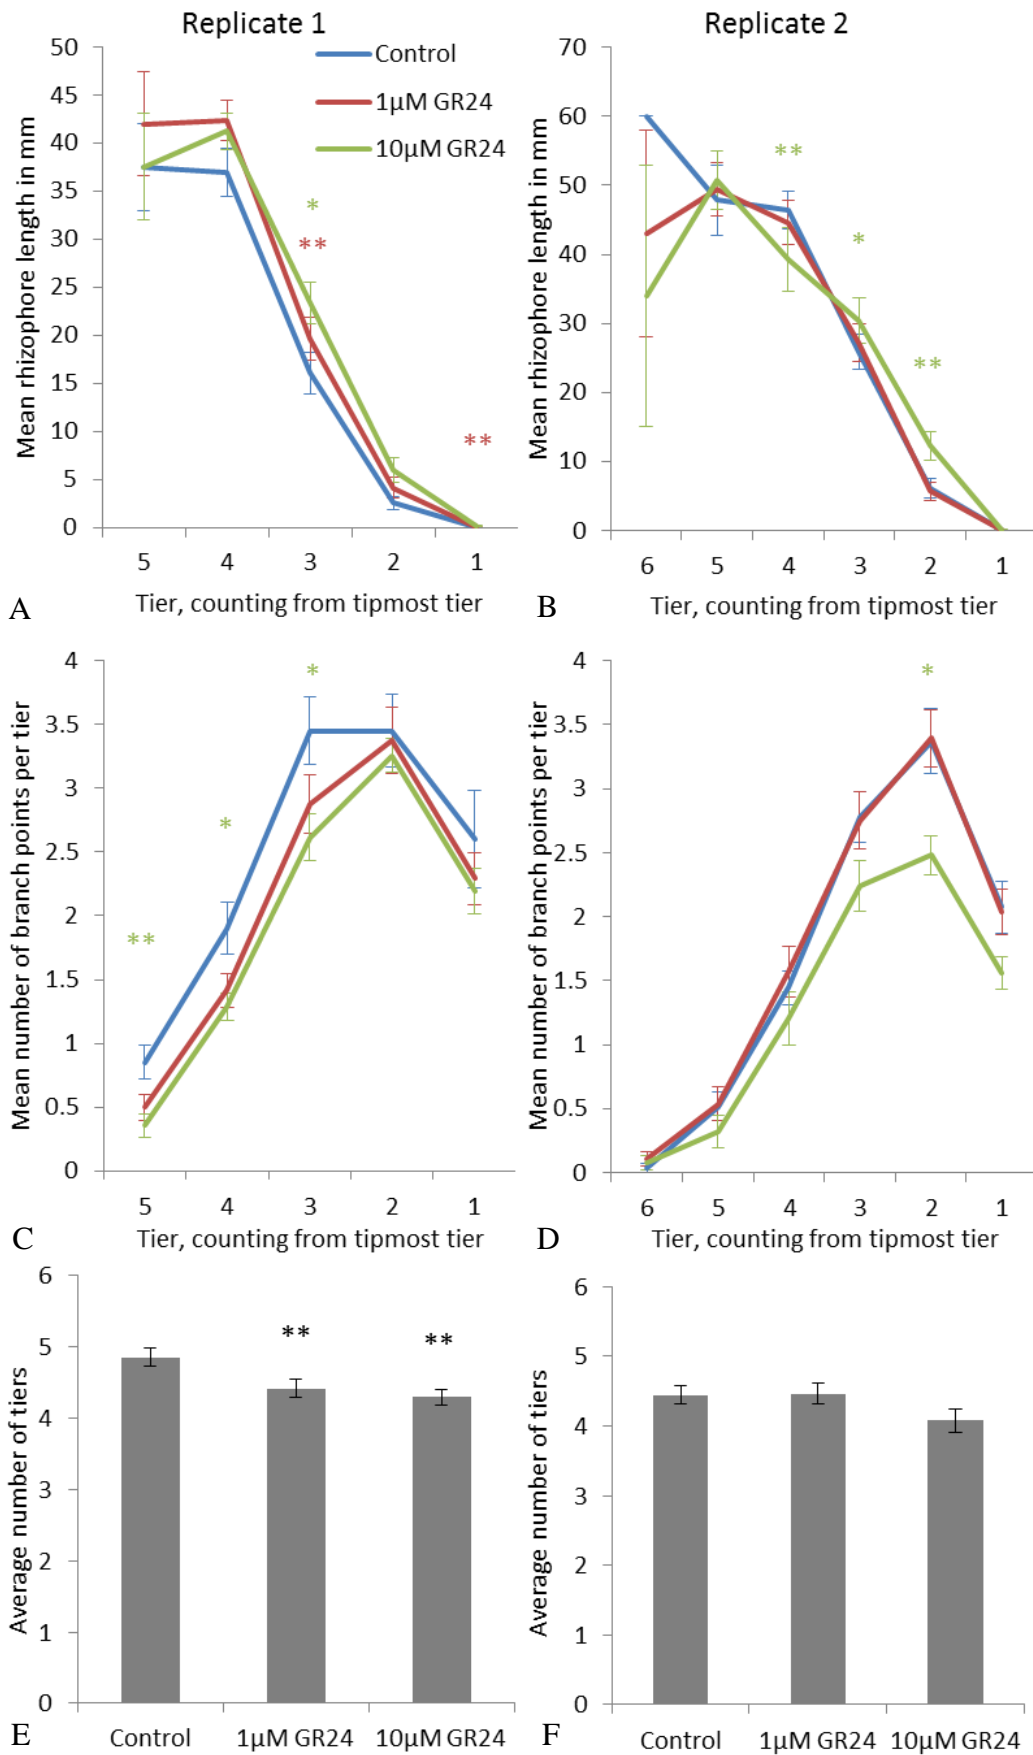 Replicate 1
Replicate 2
Control
1µM GR24
10µM GR24
Mean rhizophore length in mm
50
45
40
35
30
25
20
15
10
5
0
*
**
**
5 4 3 2 1
Tier, counting from tipmost tier
A
Mean rhizophore length in mm
70
60
50
40
30
20
10
0
**
*
**
6 5 4 3 2 1
Tier, counting from tipmost tier
B
Mean number of branch points per tier
4
3.5
3
2.5
2
1.5
1
0.5
0
*
*
**
5 4 3 2 1
Tier, counting from tipmost tier
C
Mean number of branch points per tier
4
3.5
3
2.5
2
1.5
1
0.5
0
*
6 5 4 3 2 1
Tier, counting from tipmost tier
D
Average number of tiers
6
5
4
3
2
1
0
** **
Control 1µM GR24 10µM GR24
E
Average number of tiers
6
5
4
3
2
1
0
Control 1µM GR24 10µM GR24
F